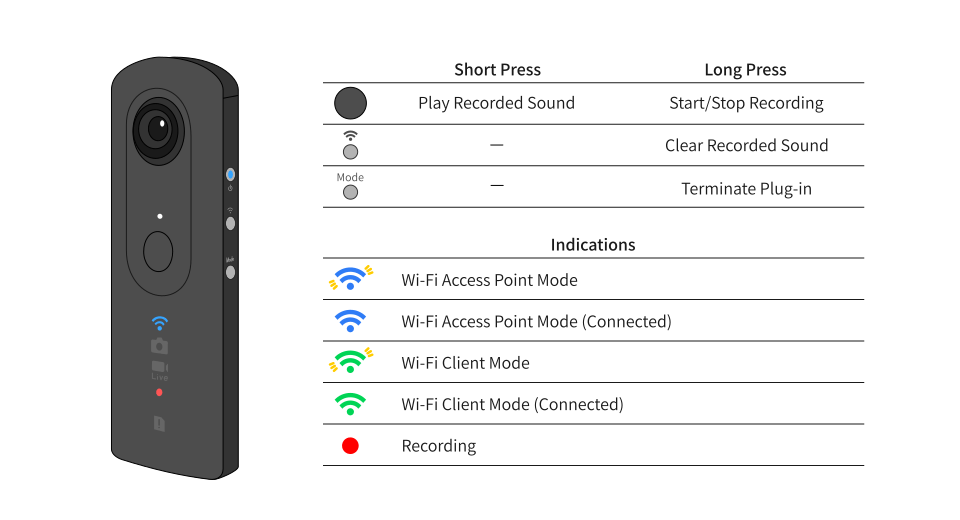 Short Press Long Press
Play Recorded Sound Start/Stop Recording
— Clear Recorded Sound
Mode — Terminate Plug-in
Indications
Wi-Fi Access Point Mode
Wi-Fi Access Point Mode (Connected)
Wi-Fi Client Mode
Wi-Fi Client Mode (Connected)
Recording
Mode
Live